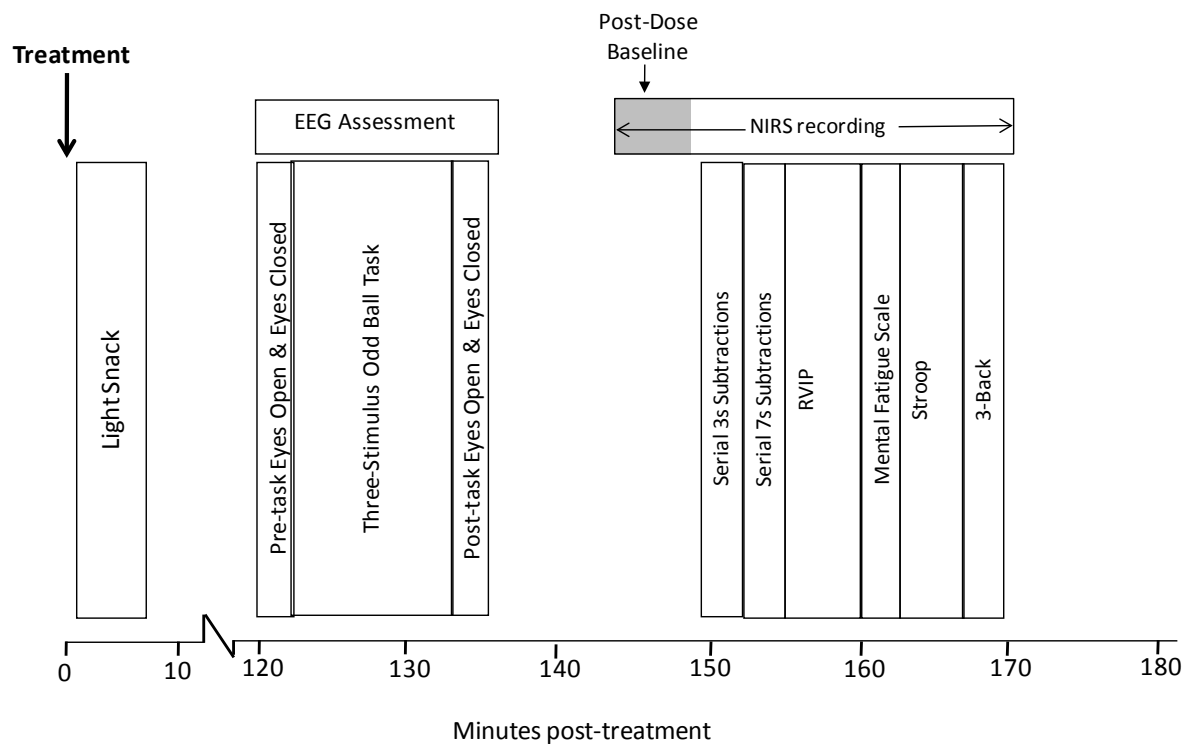 Post-Dose
Baseline
Treatment
EEG Assessment
NIRS recording
Light Snack
Pre-task Eyes Open & Eyes Closed
Three-Stimulus Odd Ball Task
Post-task Eyes Open & Eyes Closed
Serial 3s Subtractions
Serial 7s Subtractions
RVIP
Mental Fatigue Scale
Stroop
3-Back
0 10 120 130 140 150 160 170 180
Minutes post-treatment